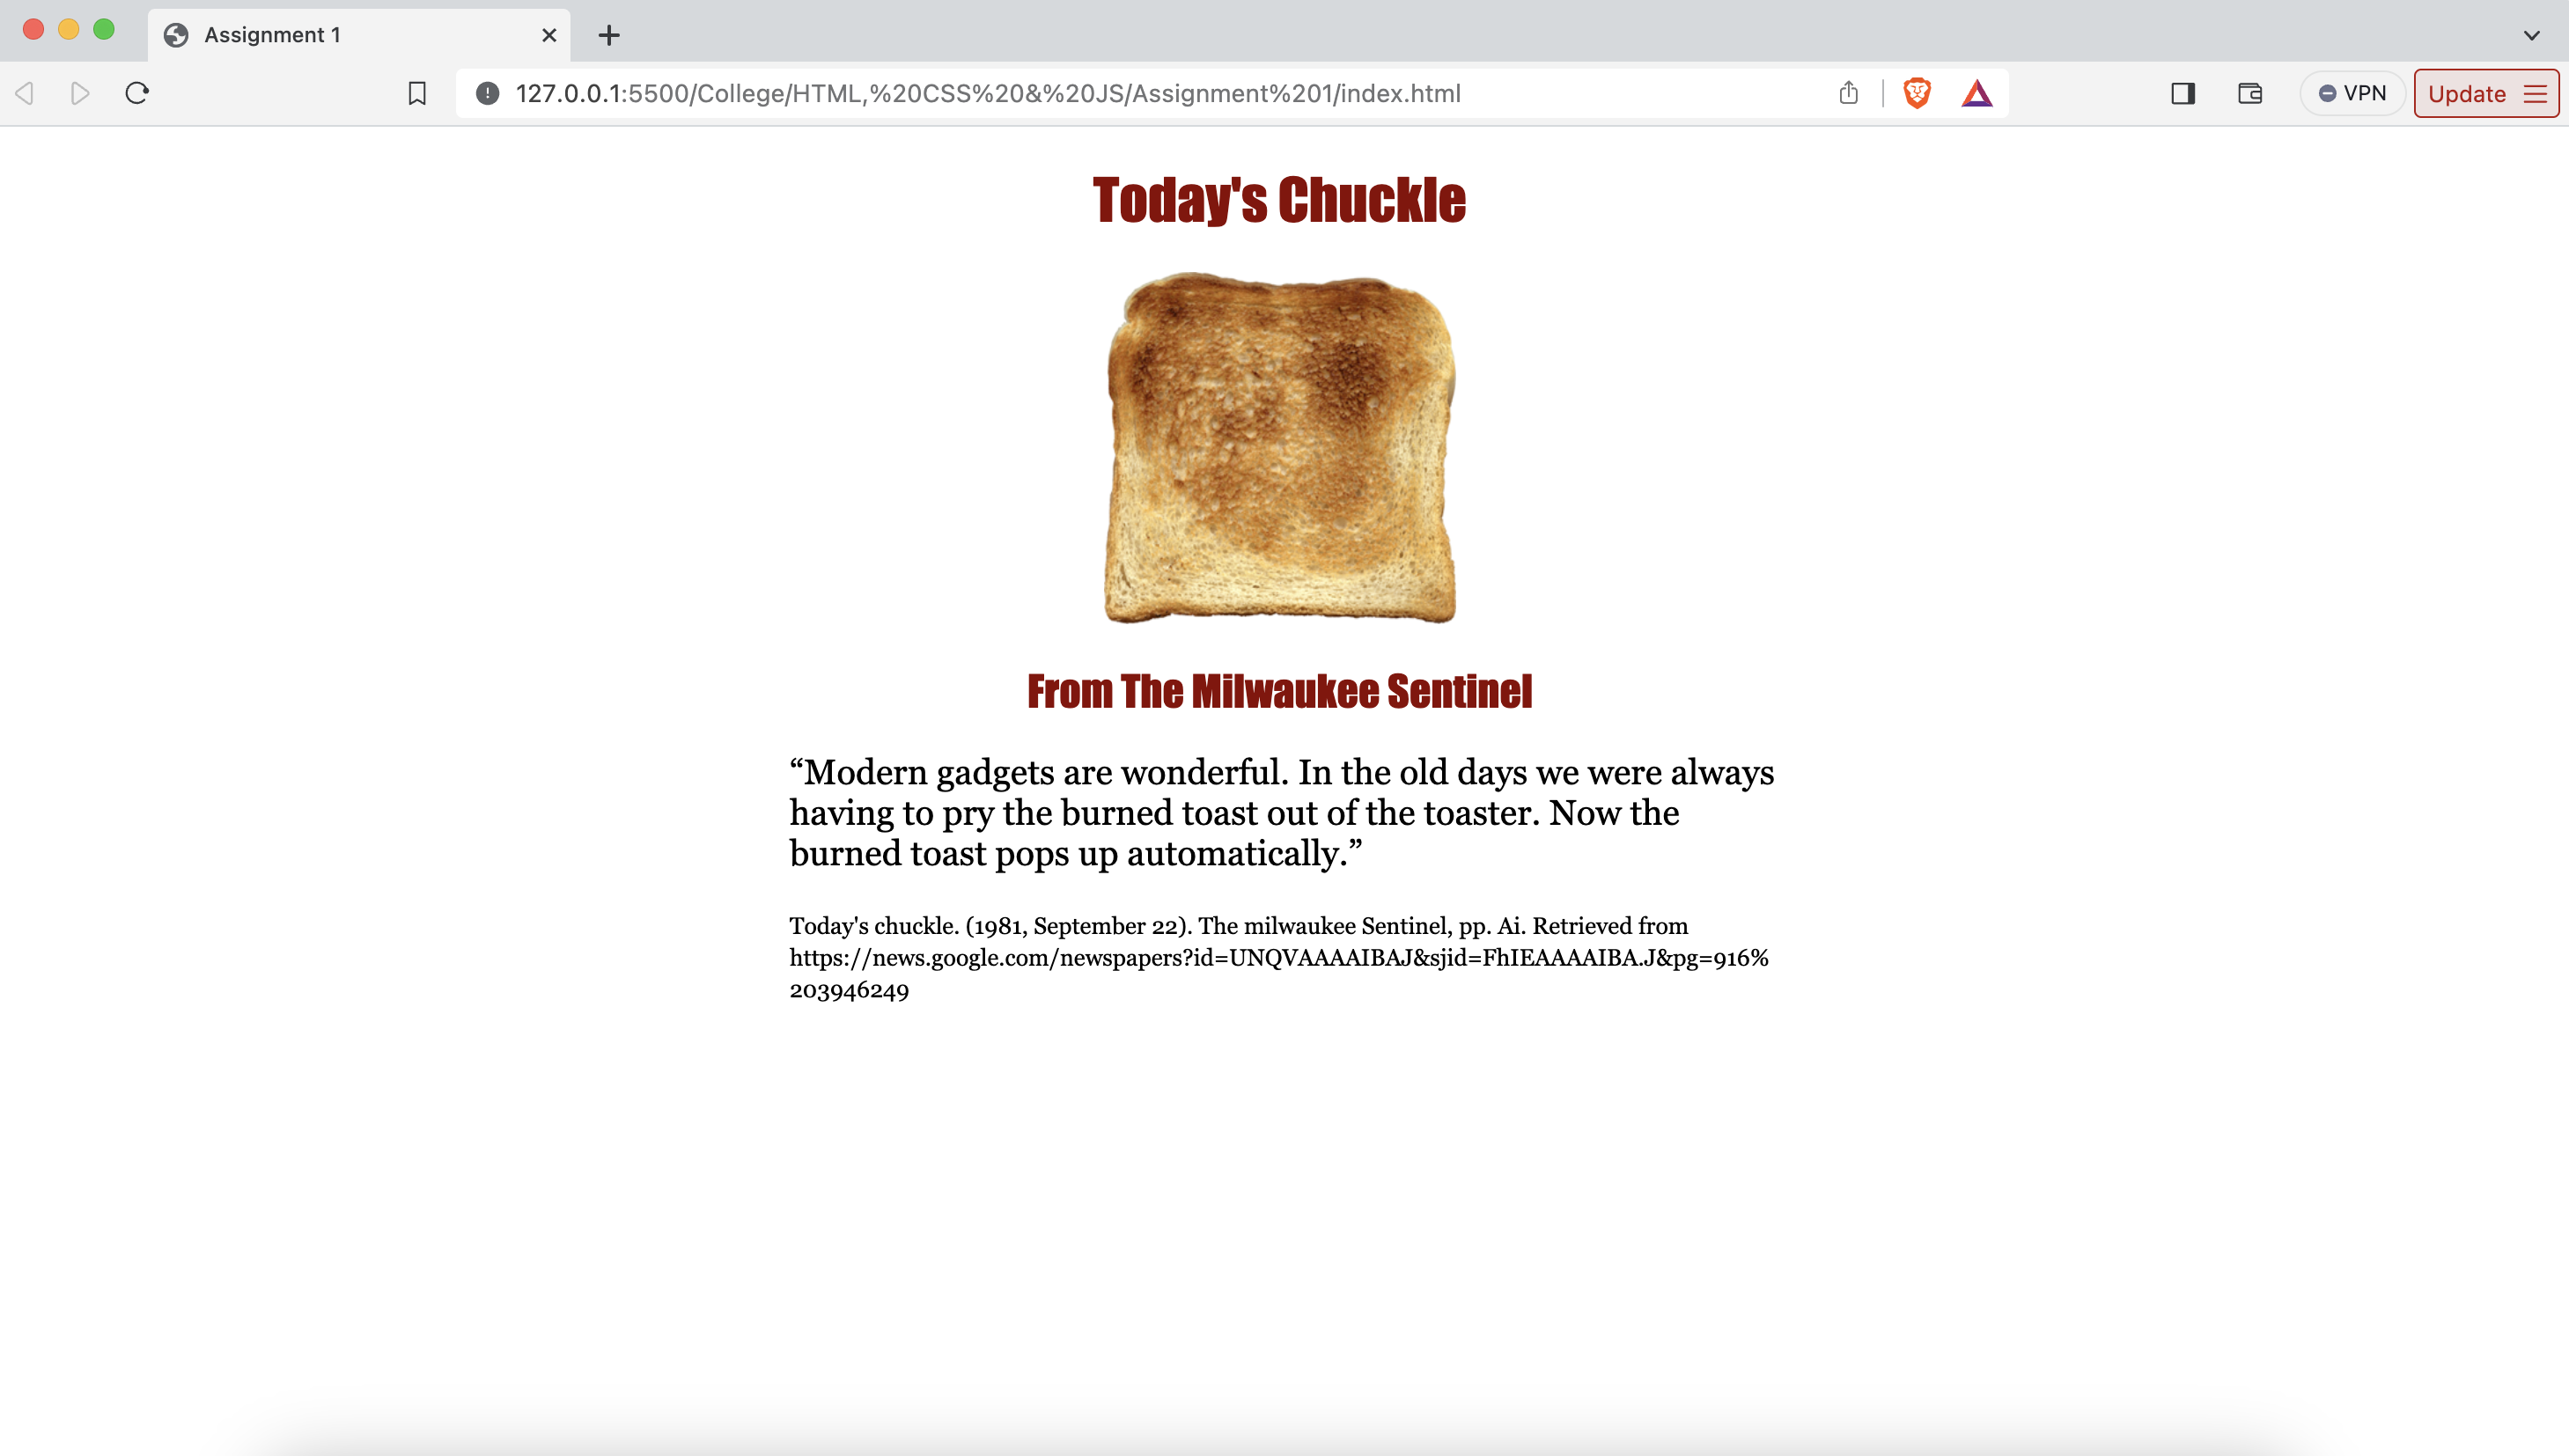 Assignment 1
127.0.0.1:5500/College/HTML,%20CSS%20&%20JS/Assignment%201/index.html
VPN
Update
Today's Chuckle
From The Milwaukee Sentinel
“Modern gadgets are wonderful. In the old days we were always
having to pry the burned toast out of the toaster. Now the
burned toast pops up automatically.”
Today's chuckle. (1981, September 22). The milwaukee Sentinel, pp. Ai. Retrieved from
https://news.google.com/newspapers?id=UNQVAAAAIBAJ&sjid=FhIEAAAAIBA.J&pg=916%
203946249